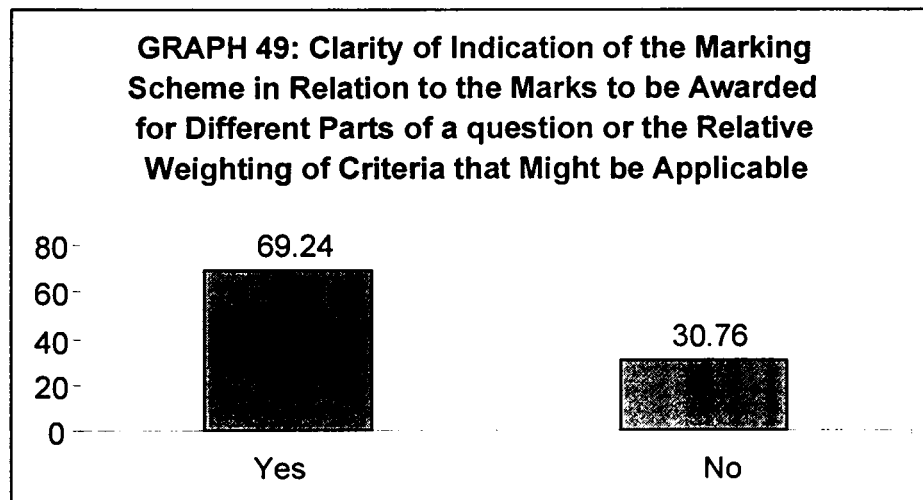 GRAPH 49: Clarity of Indication of the Marking
Scheme in Relation to the Marks to be Awarded
for Different Parts of a question or the Relative
Weighting of Criteria that Might be Applicable
80
69.24
60
40
30.76
20
0
Yes No